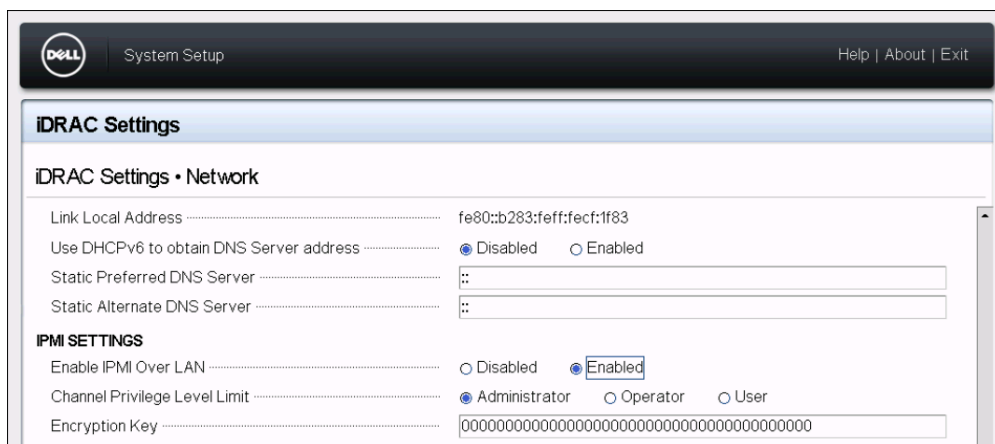 DELL System Setup Help | About | Exit
iDRAC Settings
iDRAC Settings • Network
Link Local Address fe80::b283:feff:fecf:1f83
Use DHCPv6 to obtain DNS Server address Disabled Enabled
Static Preferred DNS Server ::
Static Alternate DNS Server ::
IPMI SETTINGS
Enable IPMI Over LAN Disabled Enabled
Channel Privilege Level Limit Administrator Operator User
Encryption Key 0000000000000000000000000000000000000000